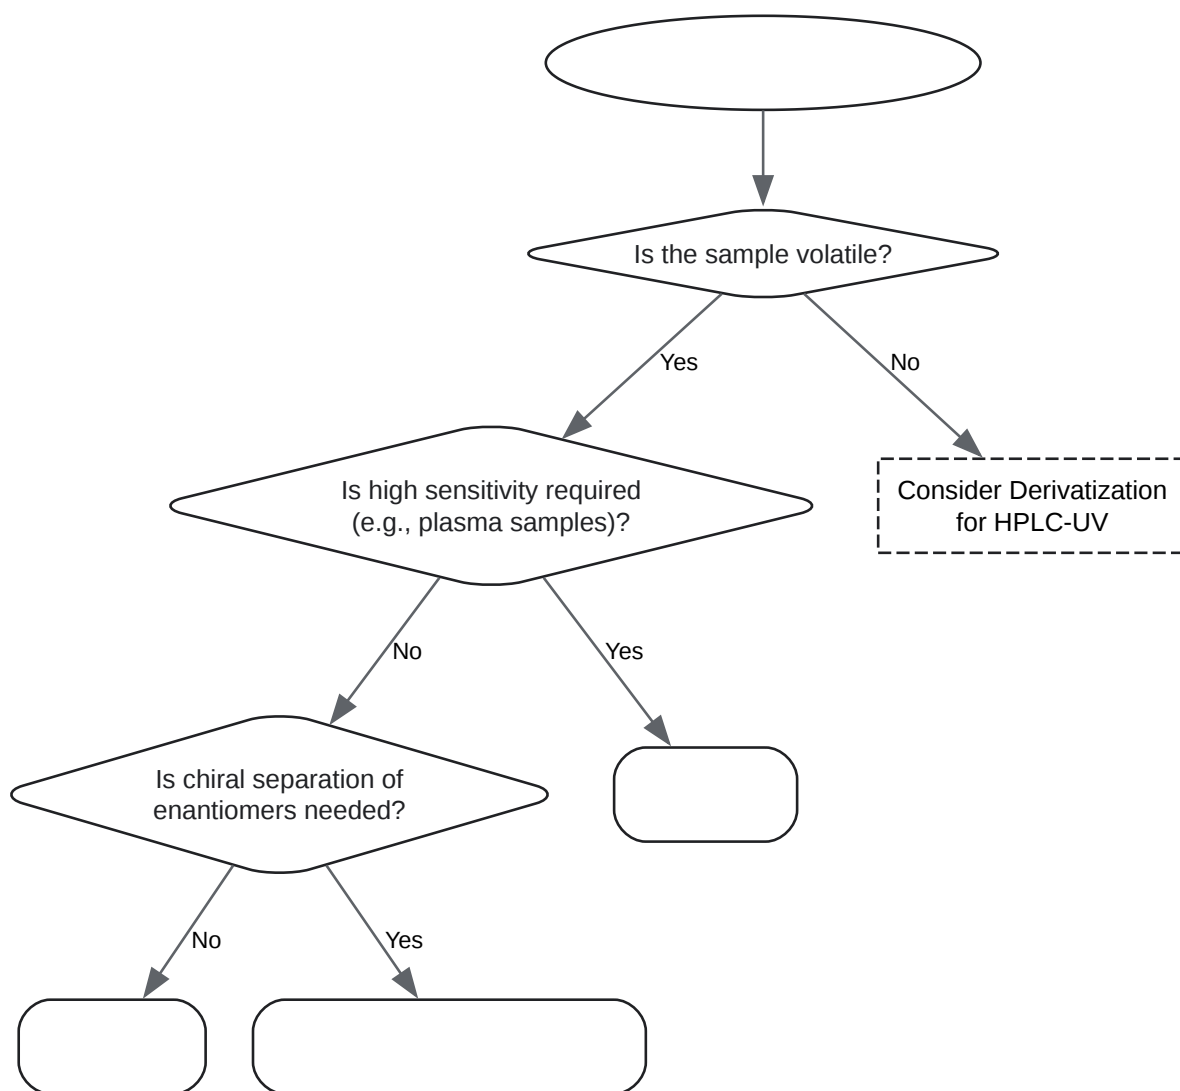 Is the sample volatile?
Yes
No
Is high sensitivity required
(e.g., plasma samples)?
Consider Derivatization
for HPLC-UV
No
Yes
Is chiral separation of
enantiomers needed?
No
Yes